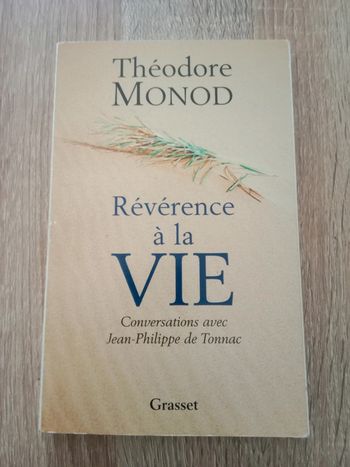 Théodore
MONOD
Révérence
à la
VIE
Conversations avec
Jean-Philippe de Tonnac
Grasset